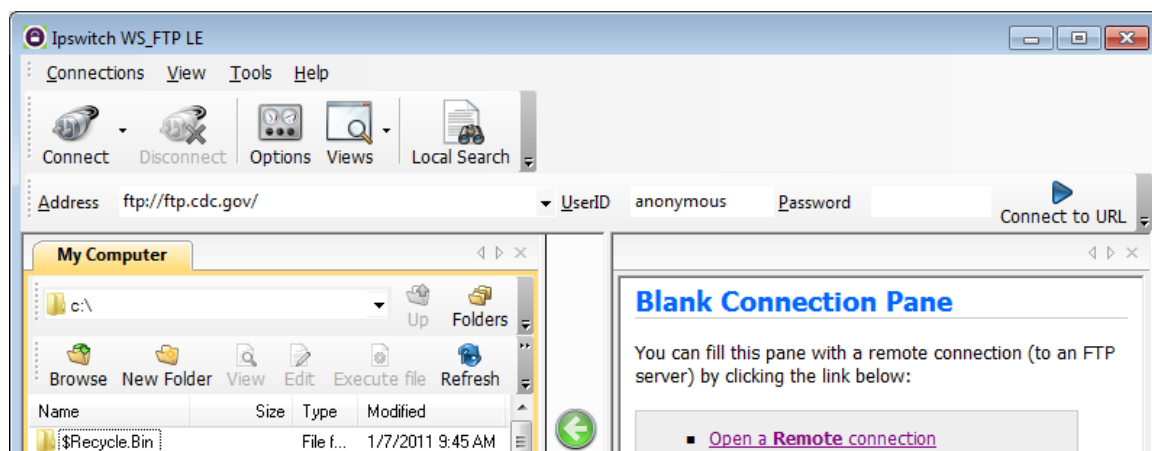 Ipswitch WS_FTP LE
Connections View Tools Help
Connect Disconnect Options Views Local Search
Address ftp://ftp.cdc.gov/ UserID anonymous Password Connect to URL
My Computer
c:\ Up Folders
Browse New Folder View Edit Execute file Refresh
Name Size Type Modified
$Recycle.Bin File f... 1/7/2011 9:45 AM
Blank Connection Pane
You can fill this pane with a remote connection (to an FTP
server) by clicking the link below:
Open a Remote connection